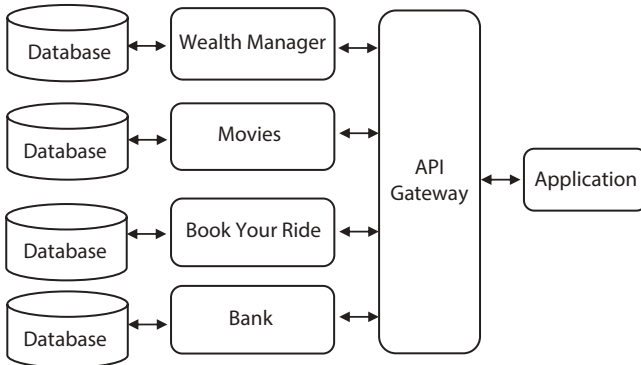 Database
Wealth Manager
Database
Movies
API
Gateway
Application
Database
Book Your Ride
Database
Bank